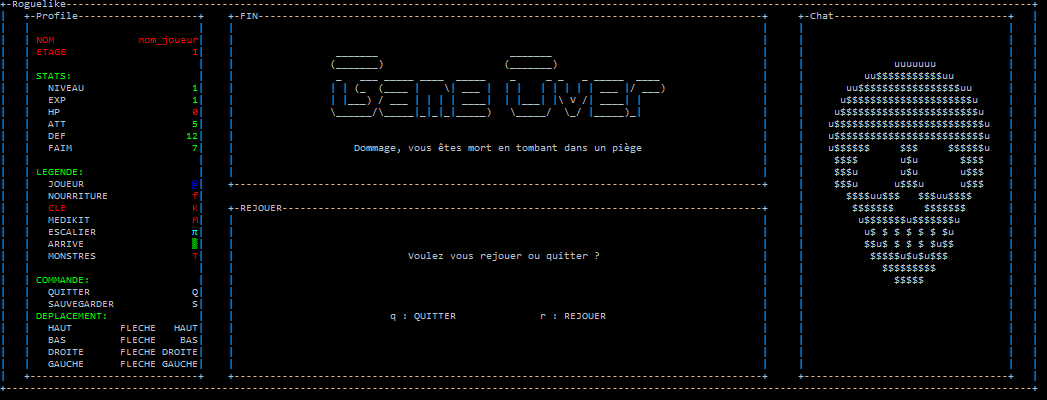 Roguelike
Profile
NOM nom_joueur
ETAGE 1
STATS:
NIVEAU 1
EXP 1
HP 0
ATT 5
DEF 12
FAIM 7
LEGENDE:
JOUEUR @
NOURRITURE f
CLE K
MEDIKIT M
ESCALIER π
ARRIVE
MONSTRES T
COMMANDE:
QUITTER Q
SAUVEGARDER S
DEPLACEMENT:
HAUT FLECHE HAUT
BAS FLECHE BAS
DROITE FLECHE DROITE
GAUCHE FLECHE GAUCHE
FIN
Game Over
Dommage, vous êtes mort en tombant dans un piège
REJOUER
Voulez vous rejouer ou quitter ?
q : QUITTER r : REJOUER
Chat